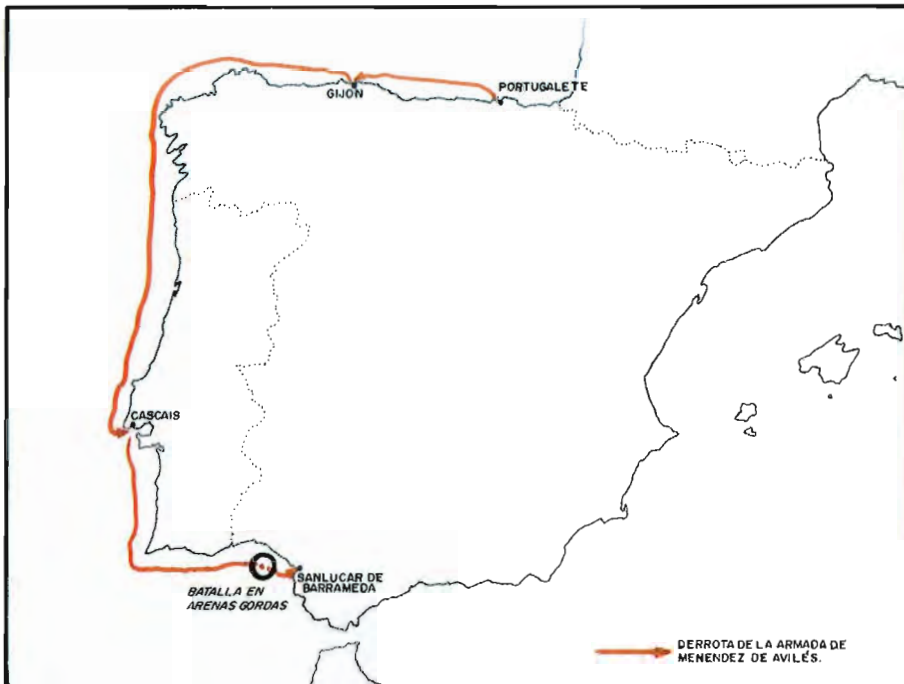 GIJON
PORTUGALETE
CASCAIS
SANLUCAR DE
BARRAMEDA
BATALLA EN
ARENAS GORDAS
DERROTA DE LA ARMADA DE
MENENDEZ DE AVILÉS.